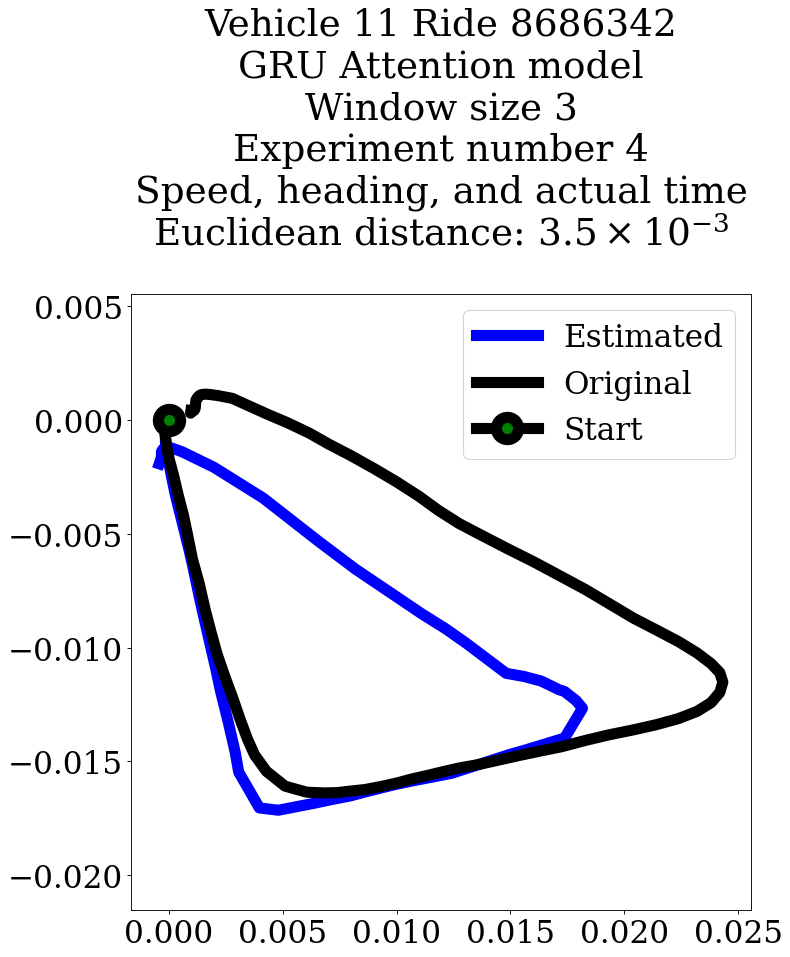 Vehicle 11 Ride 8686342
GRU Attention model
Window size 3
Experiment number 4
Speed, heading, and actual time
Euclidean distance: 3.5 × 10⁻³
Estimated
Original
Start
0.005
0.000
−0.005
−0.010
−0.015
−0.020
0.000 0.005 0.010 0.015 0.020 0.025